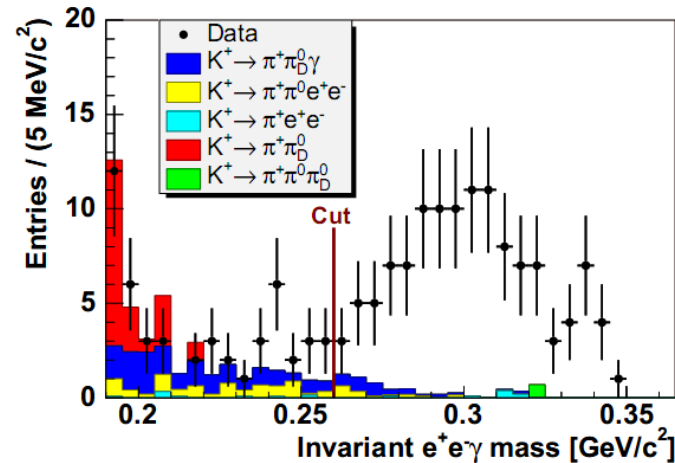 20
15
10
5
0
Entries / (5 MeV/c²)
Data
K⁺→ π⁺π⁰_Dγ
K⁺→ π⁺π⁰e⁺e⁻
K⁺→ π⁺e⁺e⁻
K⁺→ π⁺π⁰_D
K⁺→ π⁺π⁰π⁰_D
Cut
0.2 0.25 0.3 0.35
Invariant e⁺e⁻γ mass [GeV/c²]